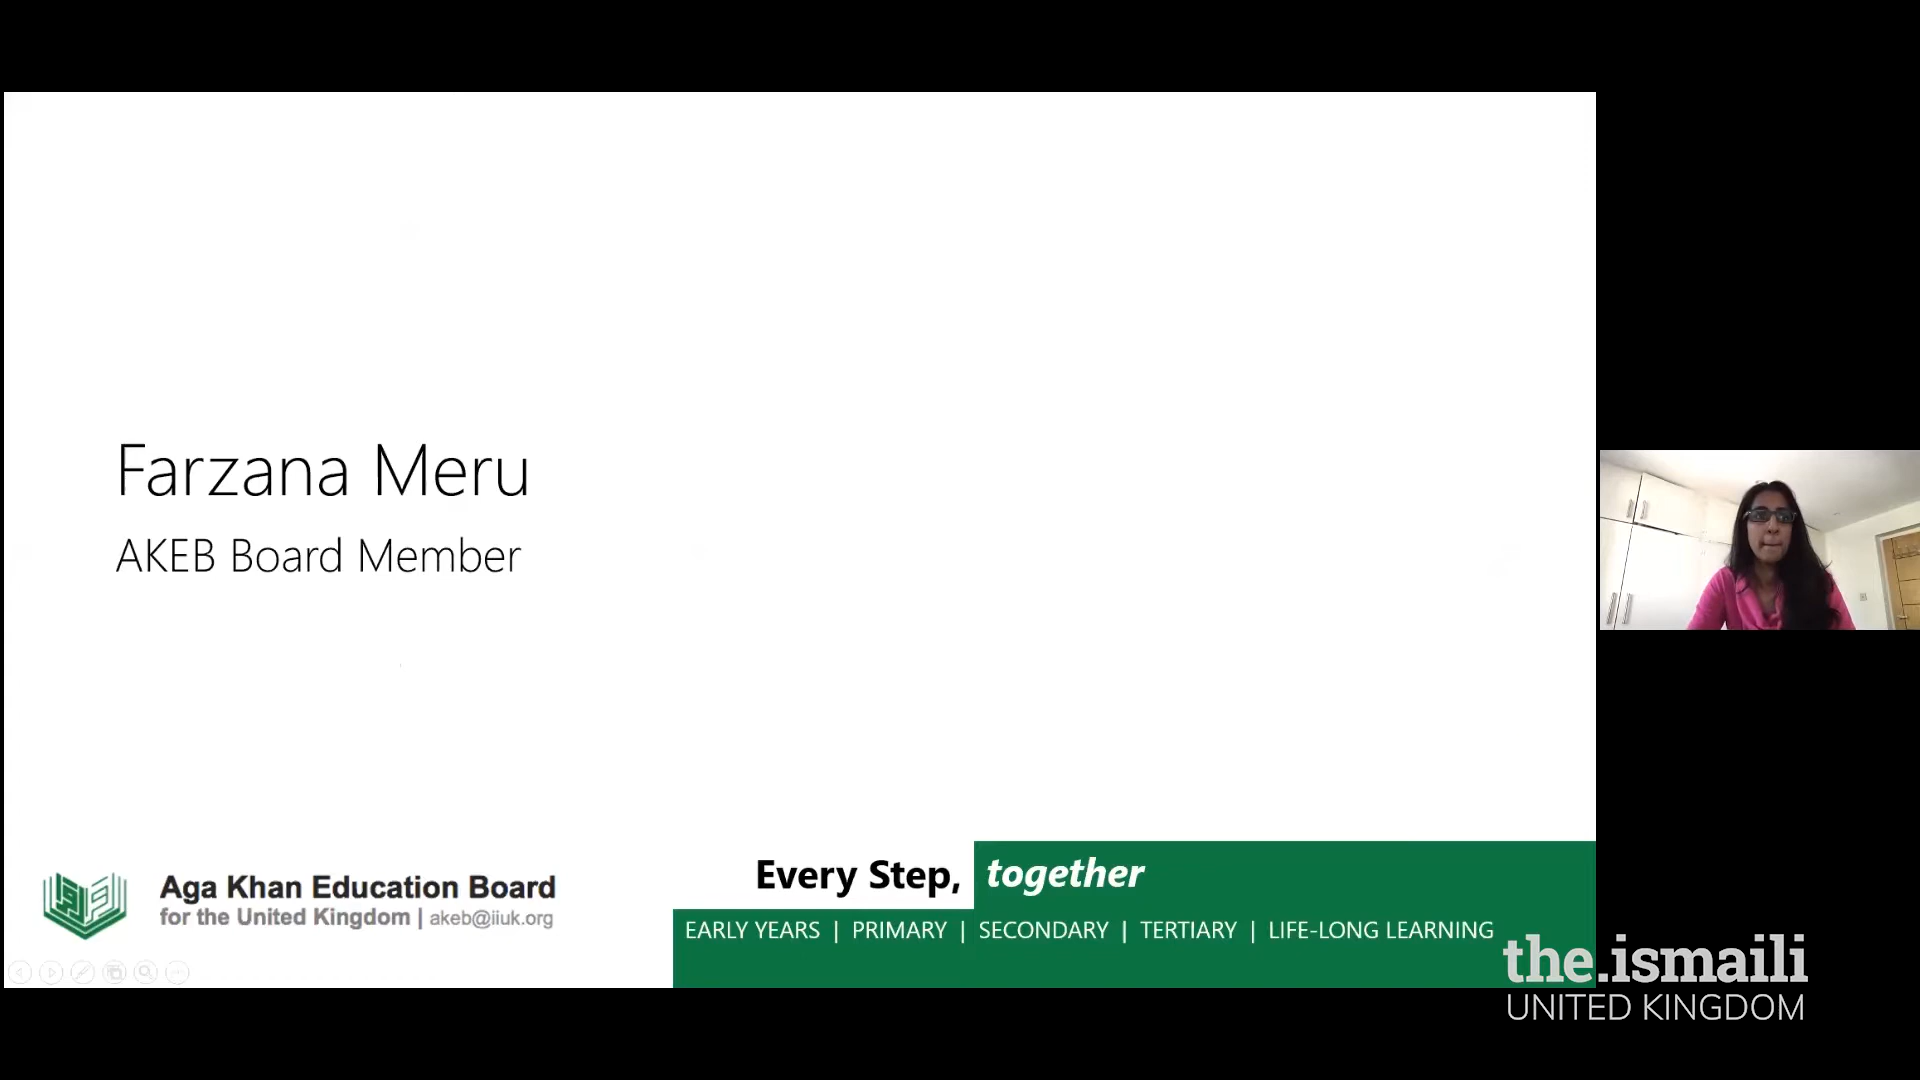 Farzana Meru
AKEB Board Member
Aga Khan Education Board
for the United Kingdom | akeb@iiuk.org
Every Step, together
EARLY YEARS | PRIMARY | SECONDARY | TERTIARY | LIFE-LONG LEARNING
the.ismaili
UNITED KINGDOM